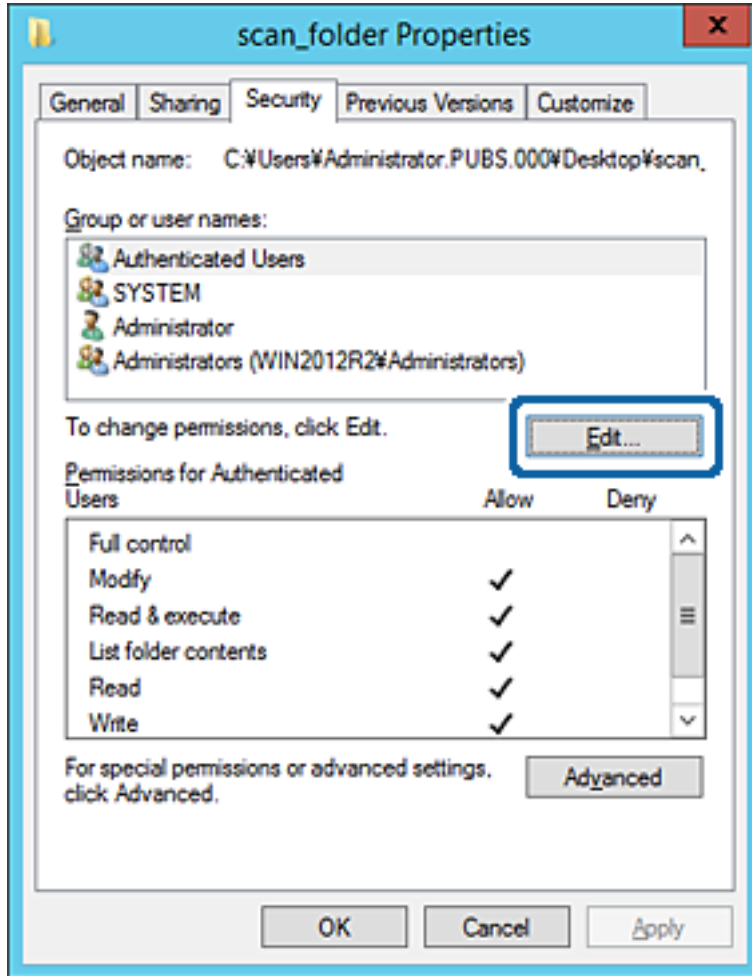 scan_folder Properties
x
General Sharing Security Previous Versions Customize
Object name: C:¥Users¥Administrator.PUBS.000¥Desktop¥scan_
Group or user names:
Authenticated Users
SYSTEM
Administrator
Administrators (WIN2012R2¥Administrators)
To change permissions, click Edit.
Edit...
Permissions for Authenticated
Users Allow Deny
Full control
Modify
Read & execute
List folder contents
Read
Write
For special permissions or advanced settings,
click Advanced.
Advanced
OK Cancel Apply